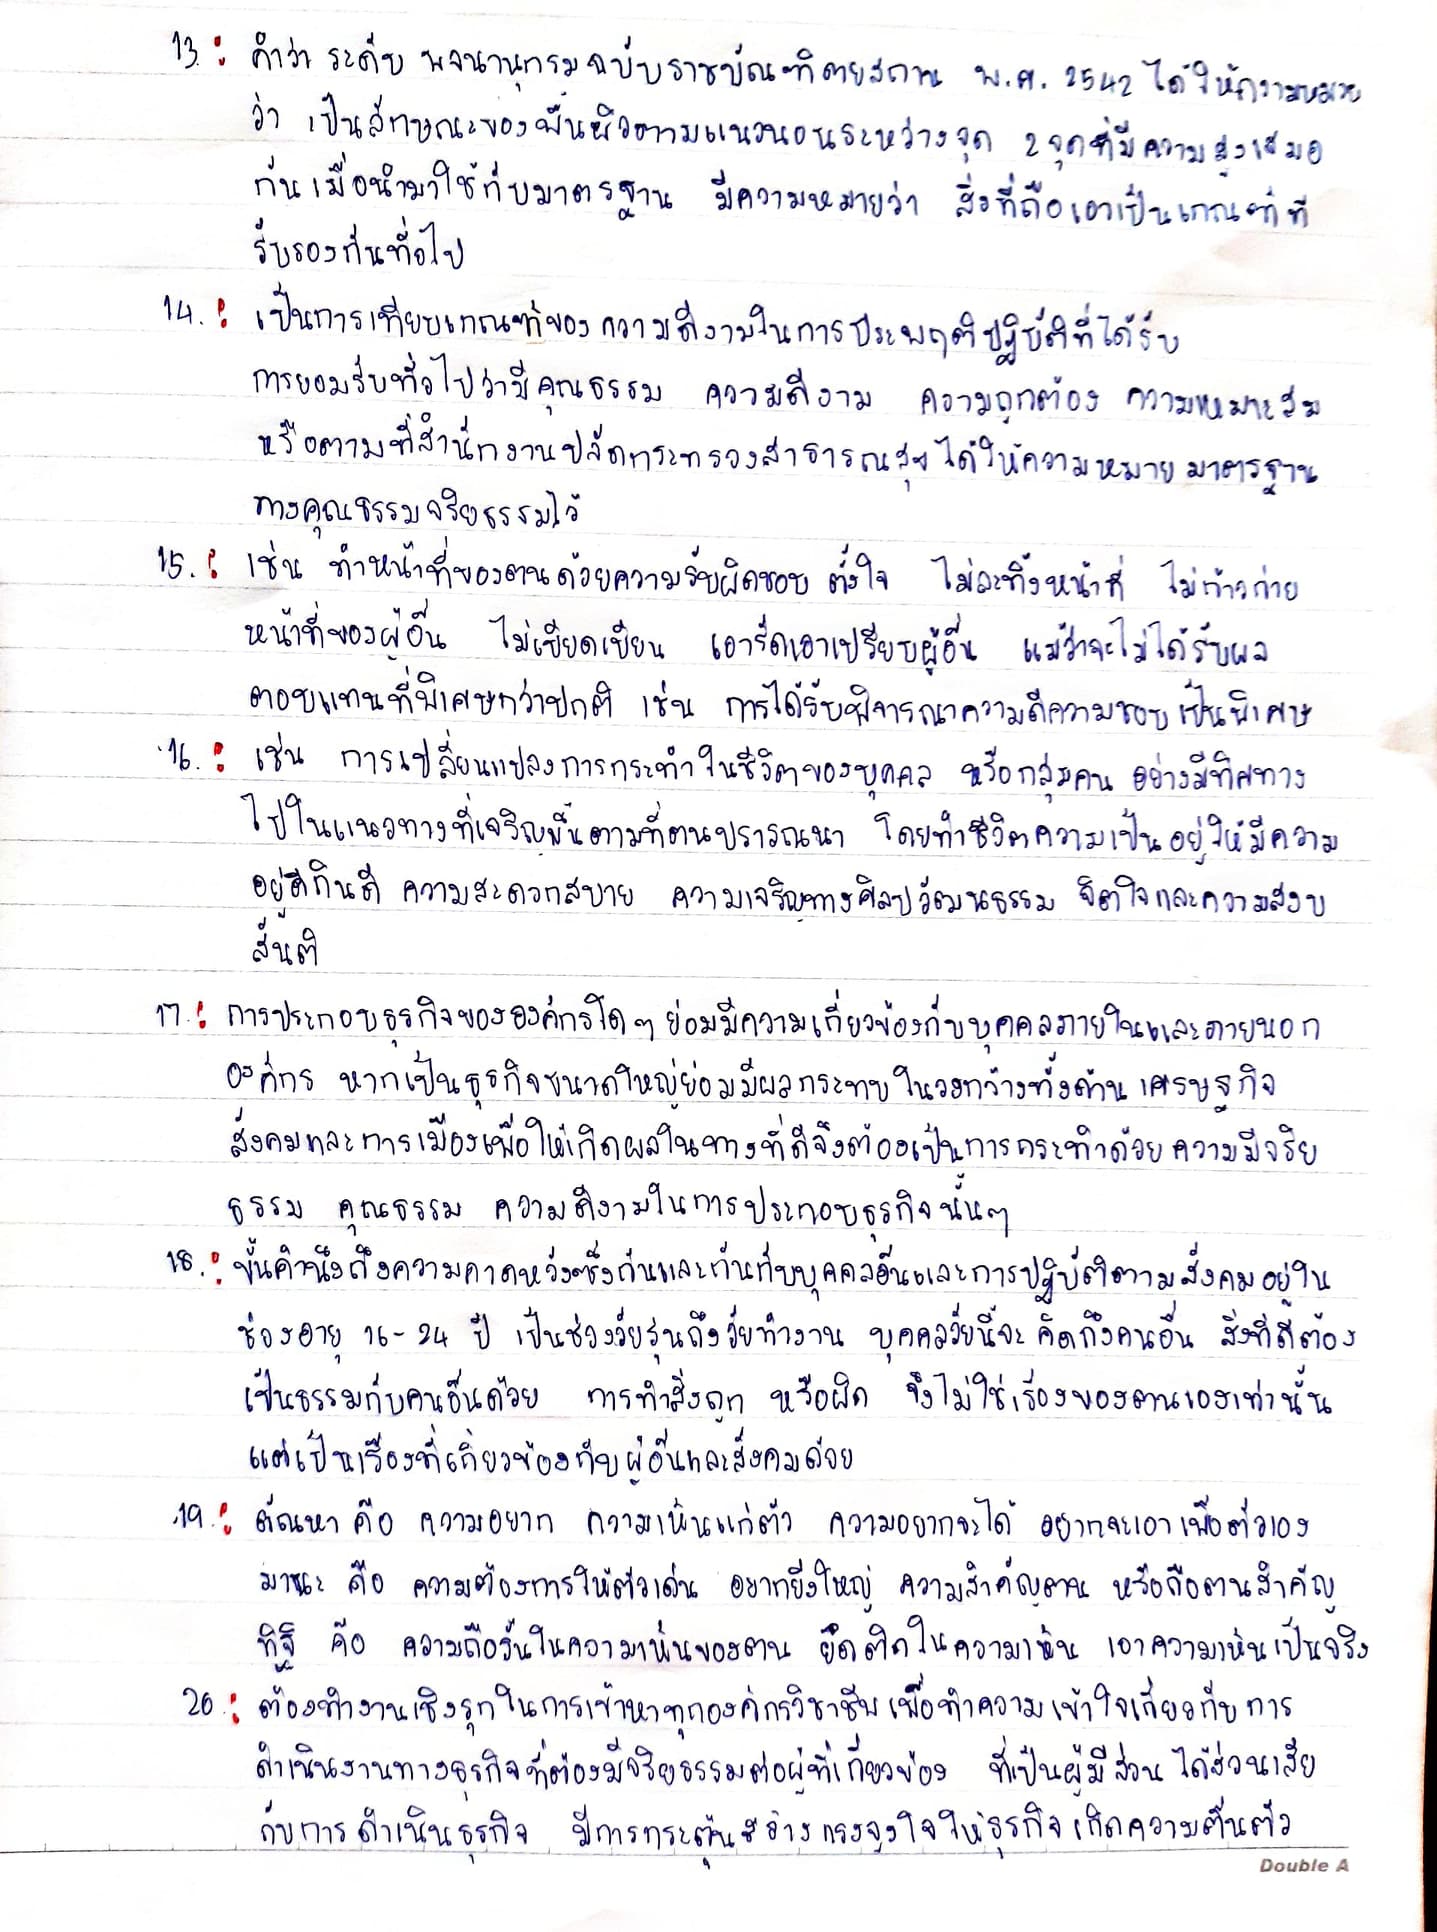 13. : คำว่า ระดับ พจนานุกรมฉบับราชบัณฑิตยสถาน พ.ศ. 2542 ได้ให้ความหมาย
ว่า เป็นลักษณะของพื้นผิวตามแนวนอนระหว่างจุด 2 จุดที่มีความสูงเสมอ
กันเมื่อนำมาใช้กับมาตรฐาน มีความหมายว่า สิ่งที่ถือเอาเป็นเกณฑ์ที่
รับรองกันทั่วไป
14. : เป็นการเทียบเกณฑ์ของความดีงามในการประพฤติปฏิบัติที่ได้รับ
การยอมรับทั่วไปว่ามีคุณธรรม ความดีงาม ความถูกต้อง ความเหมาะสม
หรือตามที่สำนักงานปลัดกระทรวงสาธารณสุข ได้ให้ความหมายมาตรฐาน
ทางคุณธรรมจริยธรรมไว้
15. : เช่น ทำหน้าที่ของตนด้วยความรับผิดชอบ ตั้งใจ ไม่ละทิ้งหน้าที่ ไม่ก้าวก่าย
หน้าที่ของผู้อื่น ไม่เบียดเบียน เอารัดเอาเปรียบผู้อื่น แม้ว่าจะไม่ได้รับผล
ตอบแทนที่พิเศษกว่าปกติ เช่น การได้รับพิจารณาความดีความชอบเป็นพิเศษ
16. : เช่น การเปลี่ยนแปลงการกระทำในชีวิตของบุคคล หรือกลุ่มคน อย่างมีทิศทาง
ไปในแนวทางที่เจริญขึ้นตามที่ตนปรารถนา โดยทำชีวิตความเป็นอยู่ให้มีความ
อยู่ดีกินดี ความสะดวกสบาย ความเจริญทางศิลปวัฒนธรรม จิตใจและความสงบ
สันติ
17. : การประกอบธุรกิจขององค์กรใด ๆ ย่อมมีความเกี่ยวข้องกับบุคคลภายในและภายนอก
องค์กร หากเป็นธุรกิจขนาดใหญ่ย่อมมีผลกระทบในวงกว้างทั้งด้านเศรษฐกิจ
สังคมและการเมืองเพื่อให้เกิดผลในทางที่ดีจึงต้องเป็นการกระทำด้วยความมีจริย
ธรรม คุณธรรม ความดีงามในการประกอบธุรกิจนั้นๆ
18. : ขั้นคำนึงถึงความคาดหวังซึ่งกันและกันกับบุคคลอื่นและการปฏิบัติตามสังคมอยู่ใน
ช่วงอายุ 16-24 ปี เป็นช่วงวัยรุ่นถึงวัยทำงาน บุคคลวัยนี้จะคิดถึงคนอื่น สิ่งที่ดีต้อง
เป็นธรรมกับคนอื่นด้วย การทำสิ่งถูก หรือผิด จึงไม่ใช่เรื่องของตนเองเท่านั้น
แต่เป็นเรื่องที่เกี่ยวข้องกับผู้อื่นและสังคมด้วย
19. : ตัณหา คือ ความอยาก ความเห็นแก่ตัว ความอยากจะได้ อยากจะเอาเพื่อตัวเอง
มานะ คือ ความต้องการให้ตัวเด่น อยากยิ่งใหญ่ ความสำคัญตน หรือถือตนสำคัญ
ทิฐิ คือ ความถือรั้นในความเห็นของตน ยึดติดในความเห็น เอาความเห็นเป็นจริง
20 : ต้องทำงานเชิงรุกในการเข้าหาทุกองค์กรวิชาชีพเพื่อทำความเข้าใจเกี่ยวกับการ
ดำเนินงานทางธุรกิจที่ต้องมีจริยธรรมต่อผู้ที่เกี่ยวข้อง ที่เป็นผู้มีส่วนได้ส่วนเสีย
กับการดำเนินธุรกิจ มีการกระตุ้นสร้างแรงจูงใจให้ธุรกิจเกิดความตื่นตัว
Double A